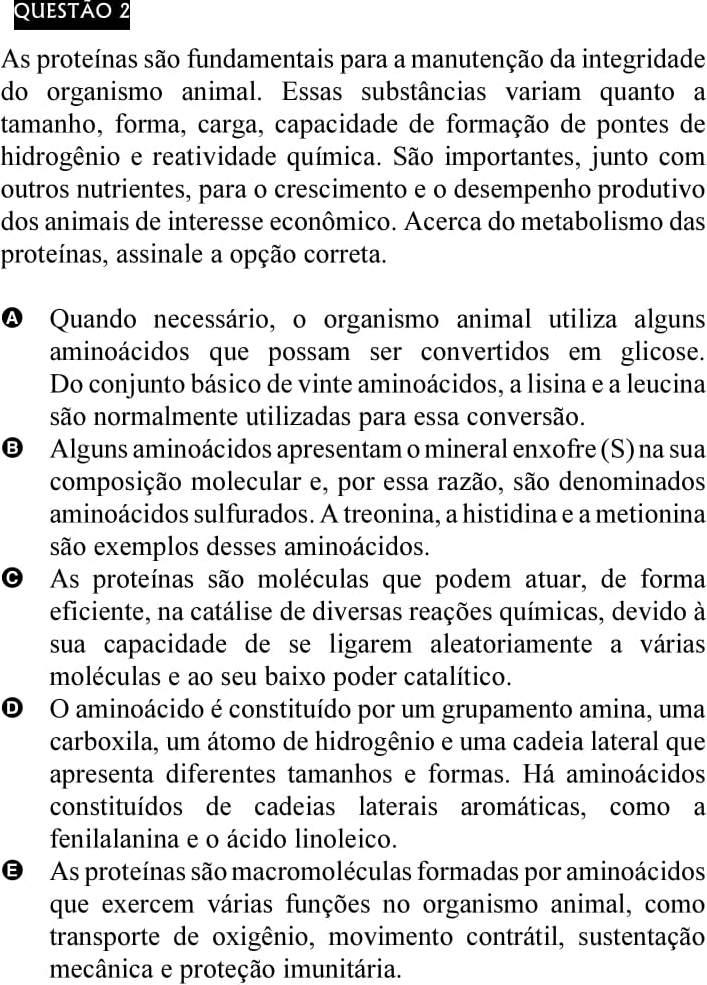 QUESTÃO 2
As proteínas são fundamentais para a manutenção da integridade
do organismo animal. Essas substâncias variam quanto a
tamanho, forma, carga, capacidade de formação de pontes de
hidrogênio e reatividade química. São importantes, junto com
outros nutrientes, para o crescimento e o desempenho produtivo
dos animais de interesse econômico. Acerca do metabolismo das
proteínas, assinale a opção correta.
A Quando necessário, o organismo animal utiliza alguns
aminoácidos que possam ser convertidos em glicose.
Do conjunto básico de vinte aminoácidos, a lisina e a leucina
são normalmente utilizadas para essa conversão.
B Alguns aminoácidos apresentam o mineral enxofre (S) na sua
composição molecular e, por essa razão, são denominados
aminoácidos sulfurados. A treonina, a histidina e a metionina
são exemplos desses aminoácidos.
C As proteínas são moléculas que podem atuar, de forma
eficiente, na catálise de diversas reações químicas, devido à
sua capacidade de se ligarem aleatoriamente a várias
moléculas e ao seu baixo poder catalítico.
D O aminoácido é constituído por um grupamento amina, uma
carboxila, um átomo de hidrogênio e uma cadeia lateral que
apresenta diferentes tamanhos e formas. Há aminoácidos
constituídos de cadeias laterais aromáticas, como a
fenilalanina e o ácido linoleico.
E As proteínas são macromoléculas formadas por aminoácidos
que exercem várias funções no organismo animal, como
transporte de oxigênio, movimento contrátil, sustentação
mecânica e proteção imunitária.